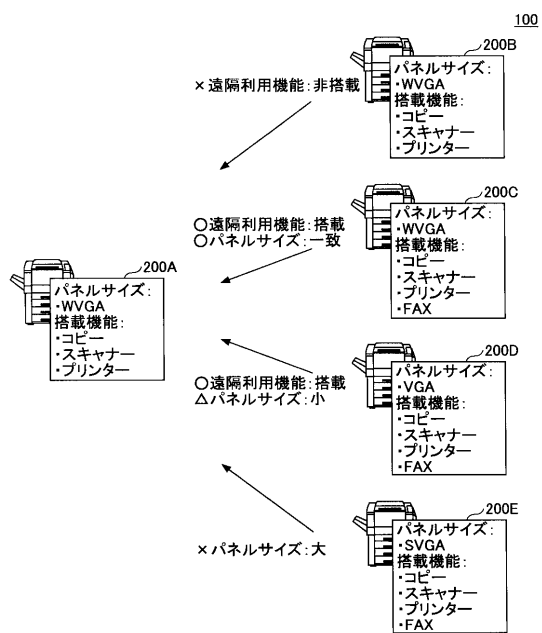 100
200B
パネルサイズ:
・WVGA
搭載機能:
・コピー
・スキャナー
・プリンター
×遠隔利用機能:非搭載
200C
パネルサイズ:
・WVGA
搭載機能:
・コピー
・スキャナー
・プリンター
・FAX
○遠隔利用機能:搭載
○パネルサイズ:一致
200A
パネルサイズ:
・WVGA
搭載機能:
・コピー
・スキャナー
・プリンター
200D
パネルサイズ:
・VGA
搭載機能:
・コピー
・スキャナー
・プリンター
・FAX
○遠隔利用機能:搭載
△パネルサイズ:小
200E
パネルサイズ:
・SVGA
搭載機能:
・コピー
・スキャナー
・プリンター
・FAX
×パネルサイズ:大